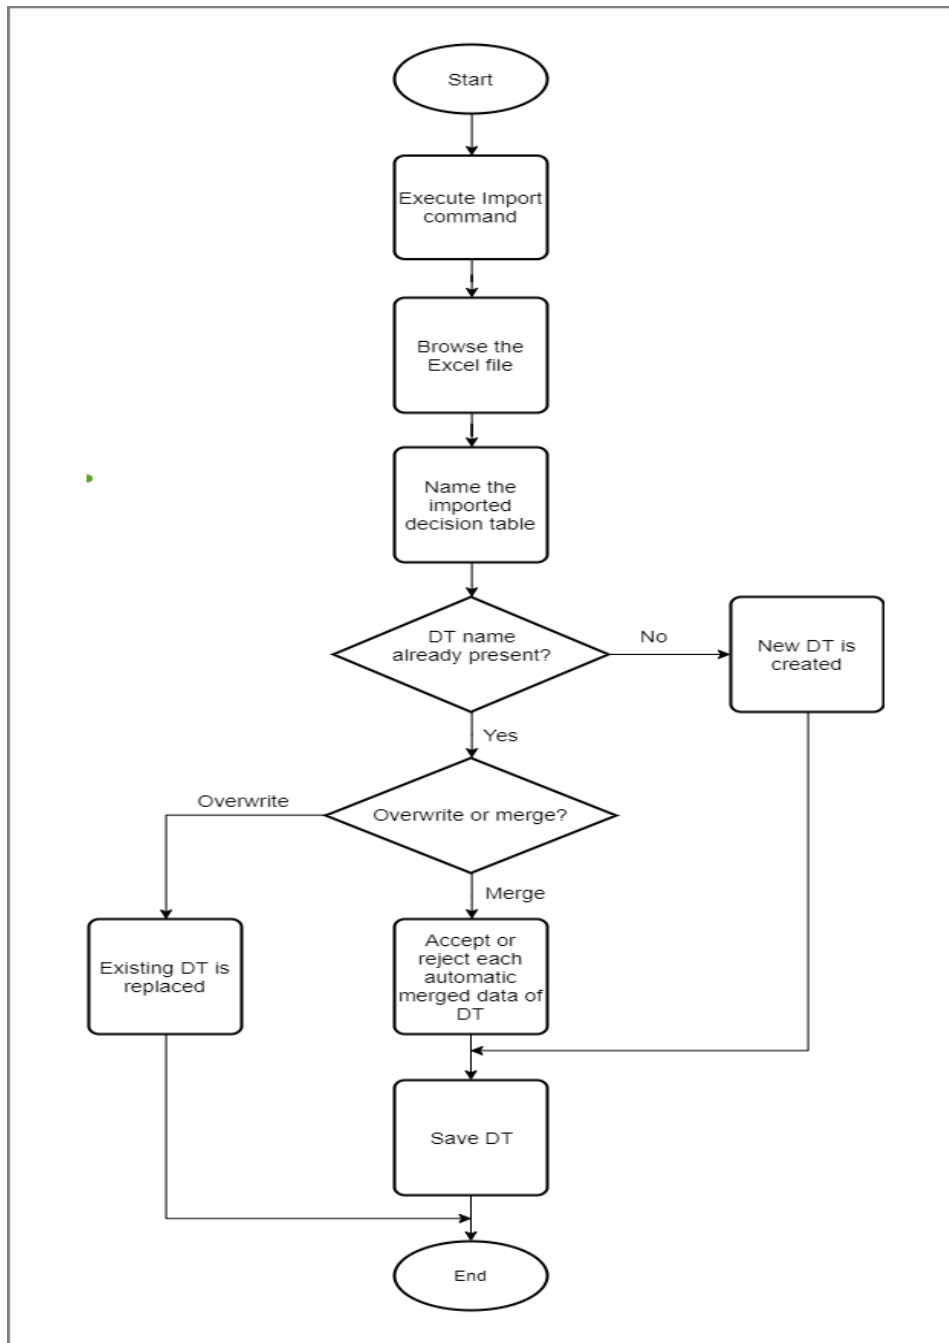 Start
Execute Import
command
Browse the
Excel file
Name the
imported
decision table
DT name
already present?
No
New DT is
created
Yes
Overwrite
Overwrite or merge?
Merge
Existing DT is
replaced
Accept or
reject each
automatic
merged data of
DT
Save DT
End